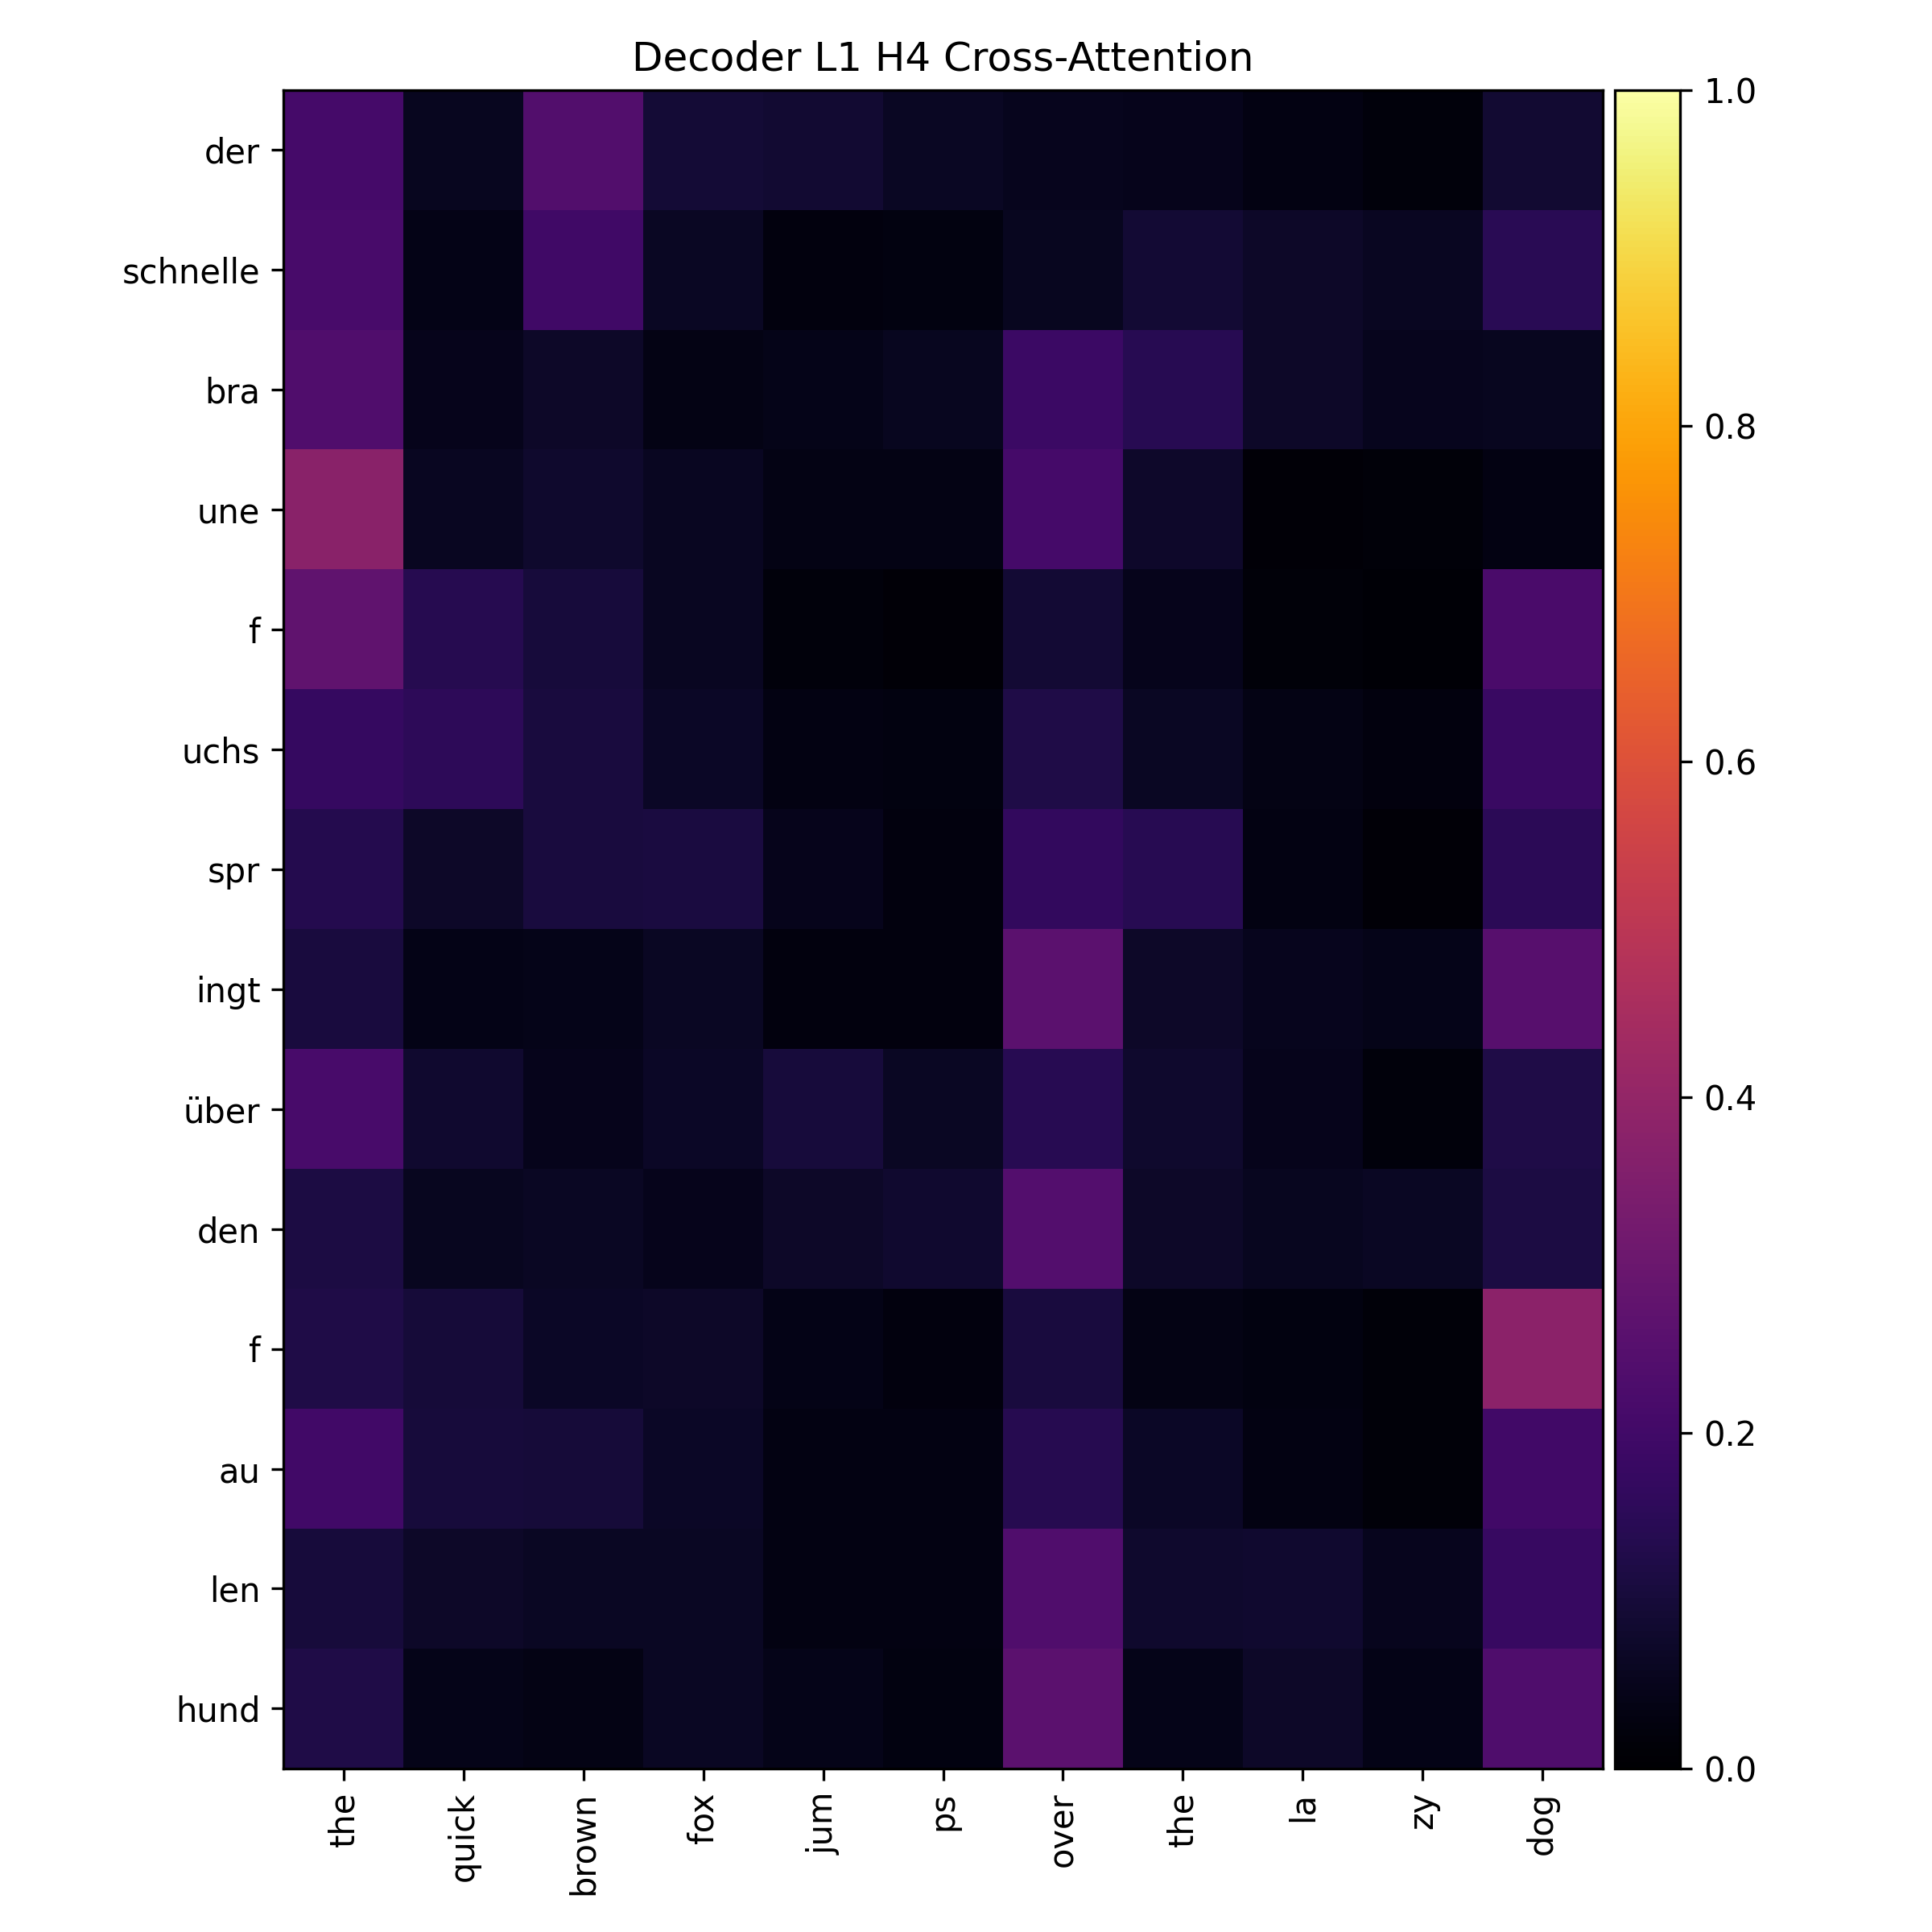 Decoder L1 H4 Cross-Attention
der
schnelle
bra
une
f
uchs
spr
ingt
über
den
f
au
len
hund
the
quick
brown
fox
jum
ps
over
the
la
zy
dog
1.0
0.8
0.6
0.4
0.2
0.0